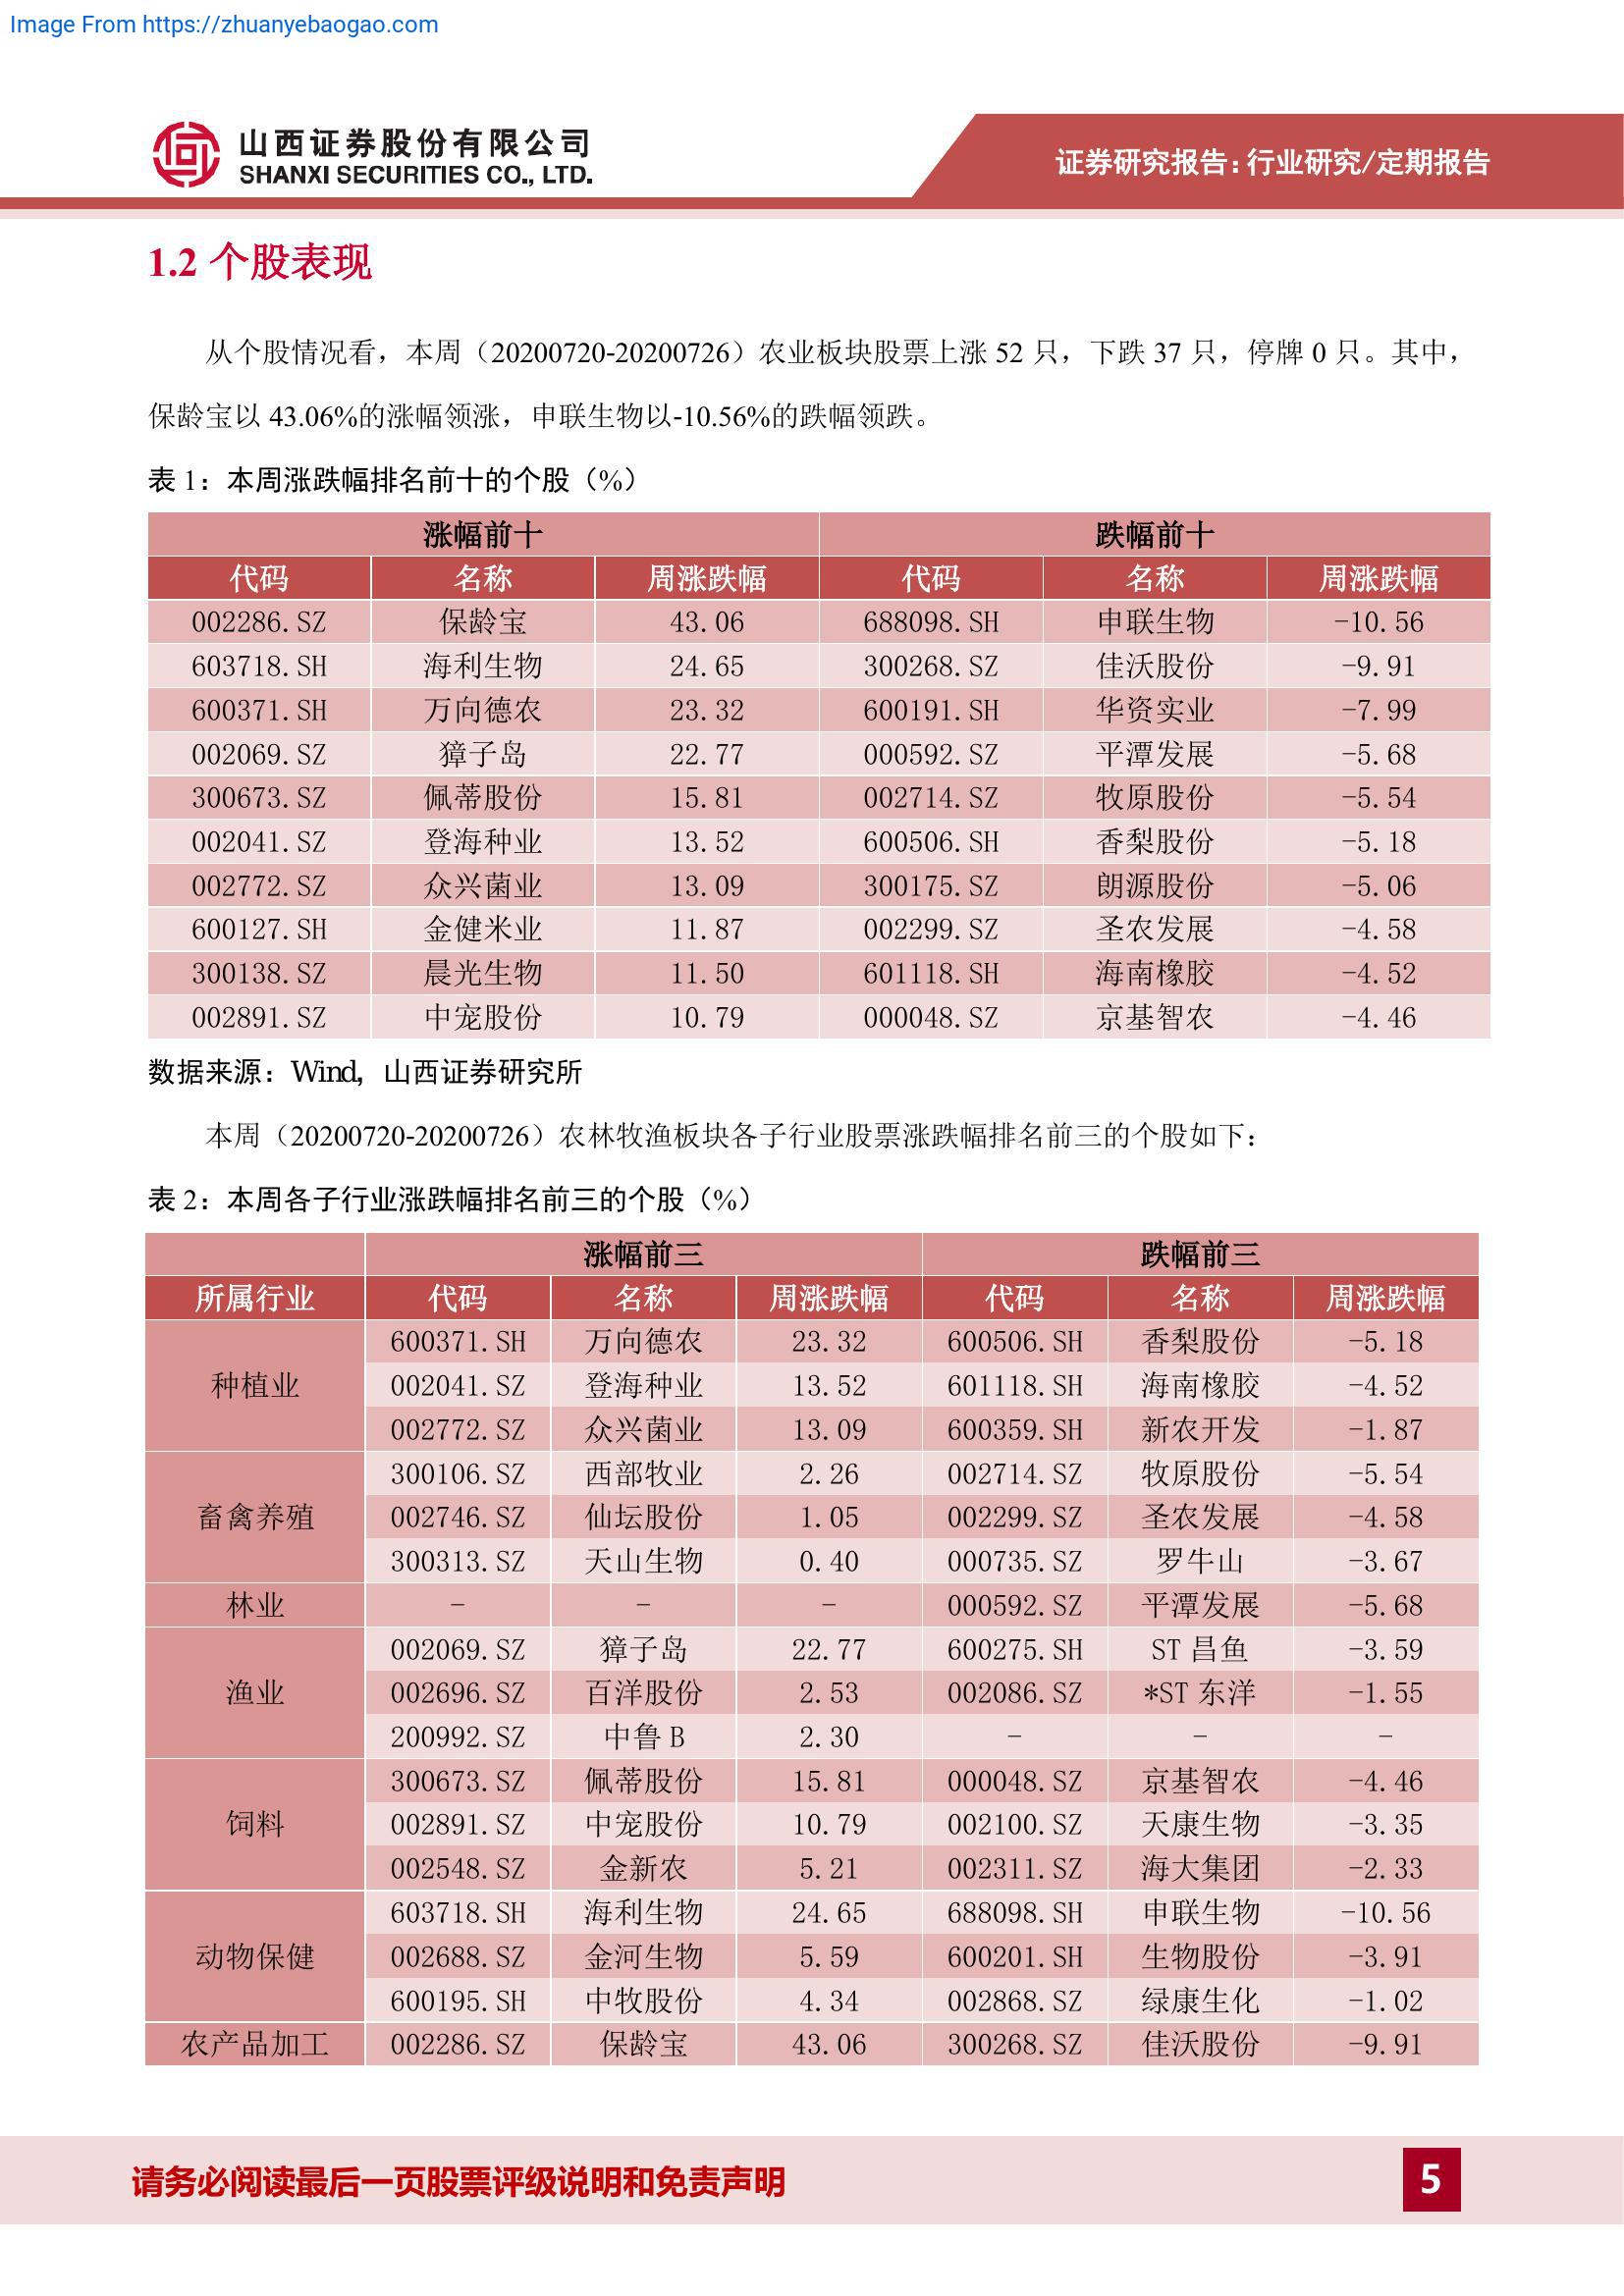 Image From https://zhuanyebaogao.com
山西证券股份有限公司
SHANXI SECURITIES CO., LTD.
证券研究报告:行业研究/定期报告
1.2 个股表现
从个股情况看，本周（20200720-20200726）农业板块股票上涨 52 只，下跌 37 只，停牌 0 只。其中，
保龄宝以 43.06%的涨幅领涨，申联生物以-10.56%的跌幅领跌。
表 1：本周涨跌幅排名前十的个股（%）
涨幅前十 跌幅前十
代码 名称 周涨跌幅 代码 名称 周涨跌幅
002286.SZ 保龄宝 43.06 688098.SH 申联生物 -10.56
603718.SH 海利生物 24.65 300268.SZ 佳沃股份 -9.91
600371.SH 万向德农 23.32 600191.SH 华资实业 -7.99
002069.SZ 獐子岛 22.77 000592.SZ 平潭发展 -5.68
300673.SZ 佩蒂股份 15.81 002714.SZ 牧原股份 -5.54
002041.SZ 登海种业 13.52 600506.SH 香梨股份 -5.18
002772.SZ 众兴菌业 13.09 300175.SZ 朗源股份 -5.06
600127.SH 金健米业 11.87 002299.SZ 圣农发展 -4.58
300138.SZ 晨光生物 11.50 601118.SH 海南橡胶 -4.52
002891.SZ 中宠股份 10.79 000048.SZ 京基智农 -4.46
数据来源：Wind，山西证券研究所
本周（20200720-20200726）农林牧渔板块各子行业股票涨跌幅排名前三的个股如下：
表 2：本周各子行业涨跌幅排名前三的个股（%）
涨幅前三 跌幅前三
所属行业 代码 名称 周涨跌幅 代码 名称 周涨跌幅
种植业 600371.SH 万向德农 23.32 600506.SH 香梨股份 -5.18
002041.SZ 登海种业 13.52 601118.SH 海南橡胶 -4.52
002772.SZ 众兴菌业 13.09 600359.SH 新农开发 -1.87
畜禽养殖 300106.SZ 西部牧业 2.26 002714.SZ 牧原股份 -5.54
002746.SZ 仙坛股份 1.05 002299.SZ 圣农发展 -4.58
300313.SZ 天山生物 0.40 000735.SZ 罗牛山 -3.67
林业 - - - 000592.SZ 平潭发展 -5.68
渔业 002069.SZ 獐子岛 22.77 600275.SH ST 昌鱼 -3.59
002696.SZ 百洋股份 2.53 002086.SZ *ST 东洋 -1.55
200992.SZ 中鲁 B 2.30 - - -
饲料 300673.SZ 佩蒂股份 15.81 000048.SZ 京基智农 -4.46
002891.SZ 中宠股份 10.79 002100.SZ 天康生物 -3.35
002548.SZ 金新农 5.21 002311.SZ 海大集团 -2.33
动物保健 603718.SH 海利生物 24.65 688098.SH 申联生物 -10.56
002688.SZ 金河生物 5.59 600201.SH 生物股份 -3.91
600195.SH 中牧股份 4.34 002868.SZ 绿康生化 -1.02
农产品加工 002286.SZ 保龄宝 43.06 300268.SZ 佳沃股份 -9.91
请务必阅读最后一页股票评级说明和免责声明
5